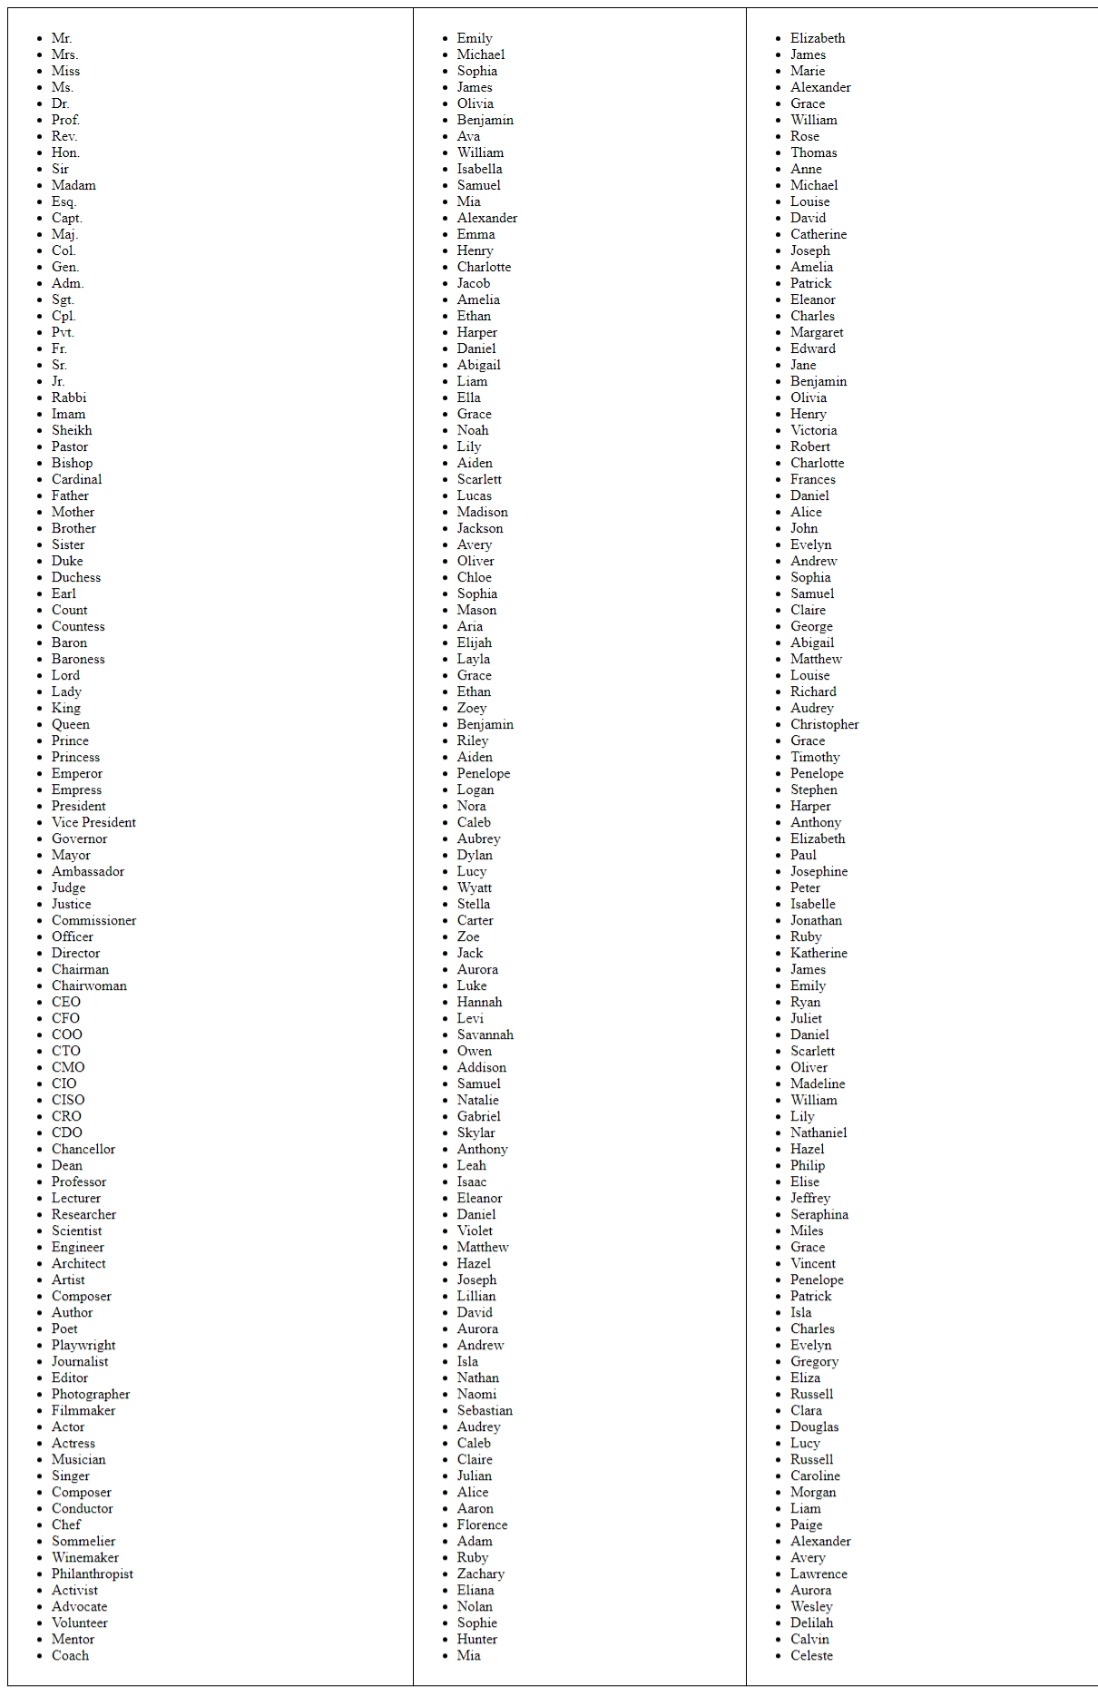 Mr.
Mrs.
Miss
Ms.
Dr.
Prof.
Rev.
Hon.
Sir
Madam
Esq.
Capt.
Maj.
Col.
Gen.
Adm.
Sgt.
Cpl.
Pvt.
Fr.
Sr.
Jr.
Rabbi
Imam
Sheikh
Pastor
Bishop
Cardinal
Father
Mother
Brother
Sister
Duke
Duchess
Earl
Count
Countess
Baron
Baroness
Lord
Lady
King
Queen
Prince
Princess
Emperor
Empress
President
Vice President
Governor
Mayor
Ambassador
Judge
Justice
Commissioner
Officer
Director
Chairman
Chairwoman
CEO
CFO
COO
CTO
CMO
CIO
CISO
CRO
CDO
Chancellor
Dean
Professor
Lecturer
Researcher
Scientist
Engineer
Architect
Artist
Composer
Author
Poet
Playwright
Journalist
Editor
Photographer
Filmmaker
Actor
Actress
Musician
Singer
Composer
Conductor
Chef
Sommelier
Winemaker
Philanthropist
Activist
Advocate
Volunteer
Mentor
Coach
Emily
Michael
Sophia
James
Olivia
Benjamin
Ava
William
Isabella
Samuel
Mia
Alexander
Emma
Henry
Charlotte
Jacob
Amelia
Ethan
Harper
Daniel
Abigail
Liam
Ella
Grace
Noah
Lily
Aiden
Scarlett
Lucas
Madison
Jackson
Avery
Oliver
Chloe
Sophia
Mason
Aria
Elijah
Layla
Grace
Ethan
Zoey
Benjamin
Riley
Aiden
Penelope
Logan
Nora
Caleb
Aubrey
Dylan
Lucy
Wyatt
Stella
Carter
Zoe
Jack
Aurora
Luke
Hannah
Levi
Savannah
Owen
Addison
Samuel
Natalie
Gabriel
Skylar
Anthony
Leah
Isaac
Eleanor
Daniel
Violet
Matthew
Hazel
Joseph
Lillian
David
Aurora
Andrew
Isla
Nathan
Naomi
Sebastian
Audrey
Caleb
Claire
Julian
Alice
Aaron
Florence
Adam
Ruby
Zachary
Eliana
Nolan
Sophie
Hunter
Mia
Elizabeth
James
Marie
Alexander
Grace
William
Rose
Thomas
Anne
Michael
Louise
David
Catherine
Joseph
Amelia
Patrick
Eleanor
Charles
Margaret
Edward
Jane
Benjamin
Olivia
Henry
Victoria
Robert
Charlotte
Frances
Daniel
Alice
John
Evelyn
Andrew
Sophia
Samuel
Claire
George
Abigail
Matthew
Louise
Richard
Audrey
Christopher
Grace
Timothy
Penelope
Stephen
Harper
Anthony
Elizabeth
Paul
Josephine
Peter
Isabelle
Jonathan
Ruby
Katherine
James
Emily
Ryan
Juliet
Daniel
Scarlett
Oliver
Madeline
William
Lily
Nathaniel
Hazel
Philip
Elise
Jeffrey
Seraphina
Miles
Grace
Vincent
Penelope
Patrick
Isla
Charles
Evelyn
Gregory
Eliza
Russell
Clara
Douglas
Lucy
Russell
Caroline
Morgan
Liam
Paige
Alexander
Avery
Lawrence
Aurora
Wesley
Delilah
Calvin
Celeste